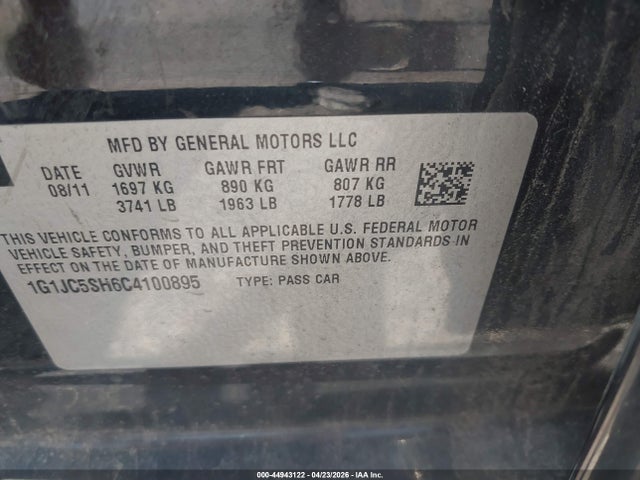 MFD BY GENERAL MOTORS LLC
DATE GVWR GAWR FRT GAWR RR
08/11 1697 KG 890 KG 807 KG
3741 LB 1963 LB 1778 LB
THIS VEHICLE CONFORMS TO ALL APPLICABLE U.S. FEDERAL MOTOR
VEHICLE SAFETY, BUMPER, AND THEFT PREVENTION STANDARDS IN
EFFECT ON THE DATE OF MANUFACTURE SHOWN ABOVE.
1G1JC5SH6C4100895 TYPE: PASS CAR
000-44943122 - 04/23/2026 - IAA Inc.